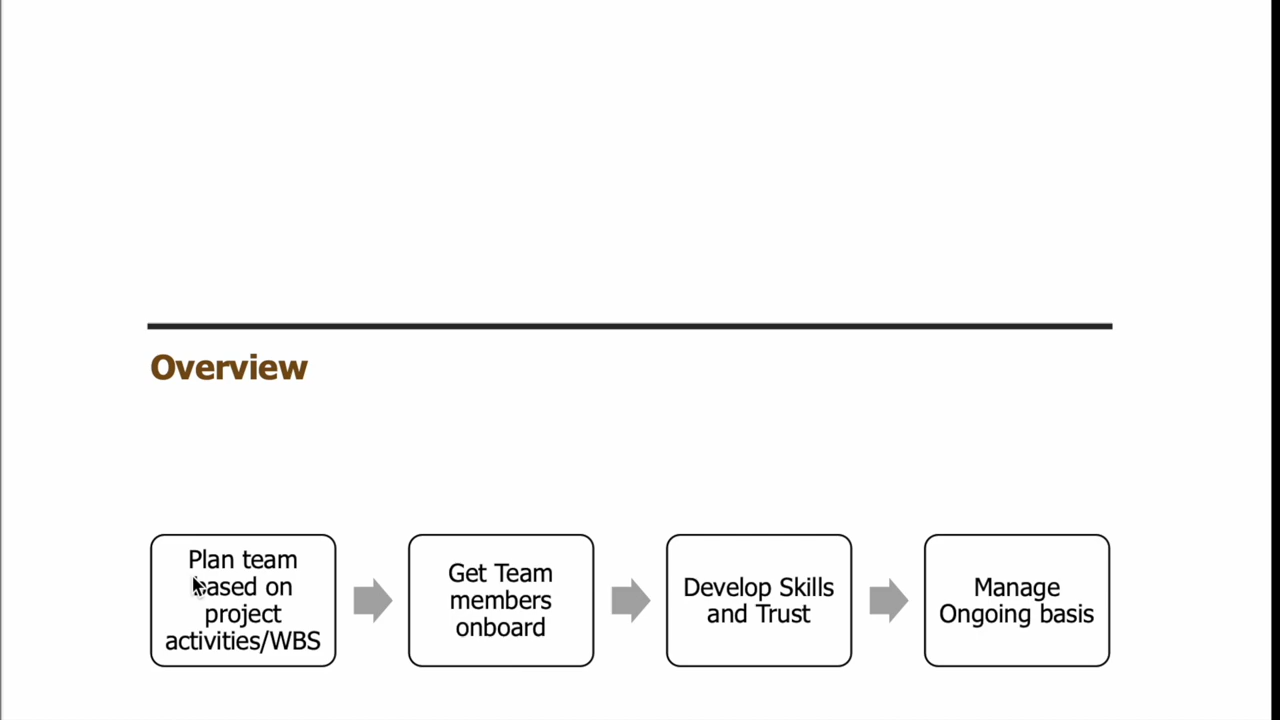 Overview
Plan team
based on
project
activities/WBS
Get Team
members
onboard
Develop Skills
and Trust
Manage
Ongoing basis